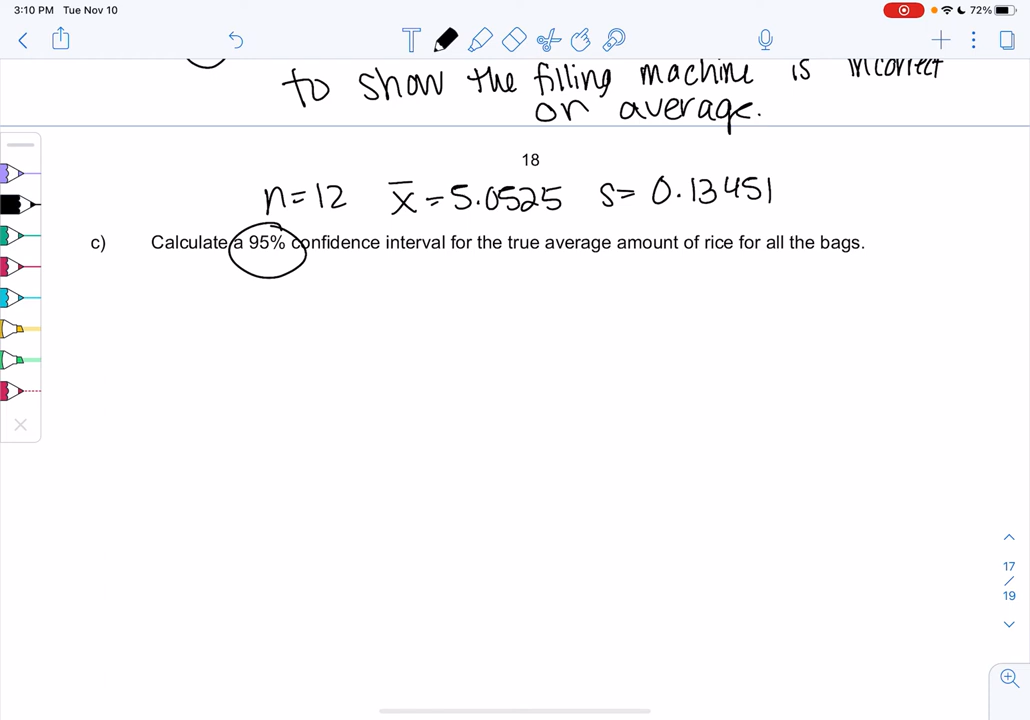 3:10 PM Tue Nov 10
72%
T
to show the filling machine is incorrect
on average.
18
n=12 x̅=5.0525 s=0.13451
c) Calculate a 95% confidence interval for the true average amount of rice for all the bags.
17
/
19